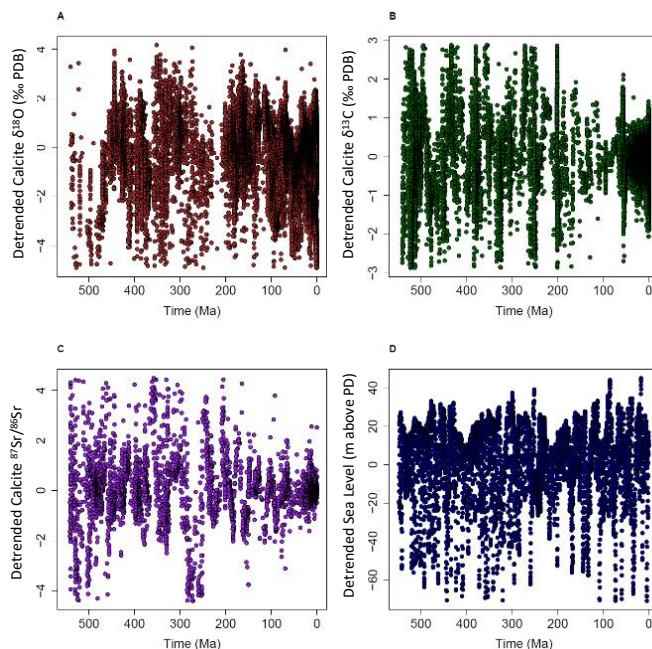 A
Detrended Calcite δ¹⁸O (‰ PDB)
4
2
0
−2
−4
500 400 300 200 100 0
Time (Ma)
B
Detrended Calcite δ¹³C (‰ PDB)
3
2
1
0
−1
−2
−3
500 400 300 200 100 0
Time (Ma)
C
Detrended Calcite ⁸⁷Sr/⁸⁶Sr
4
2
0
−2
−4
500 400 300 200 100 0
Time (Ma)
D
Detrended Sea Level (m above PD)
40
20
0
−20
−60
500 400 300 200 100 0
Time (Ma)